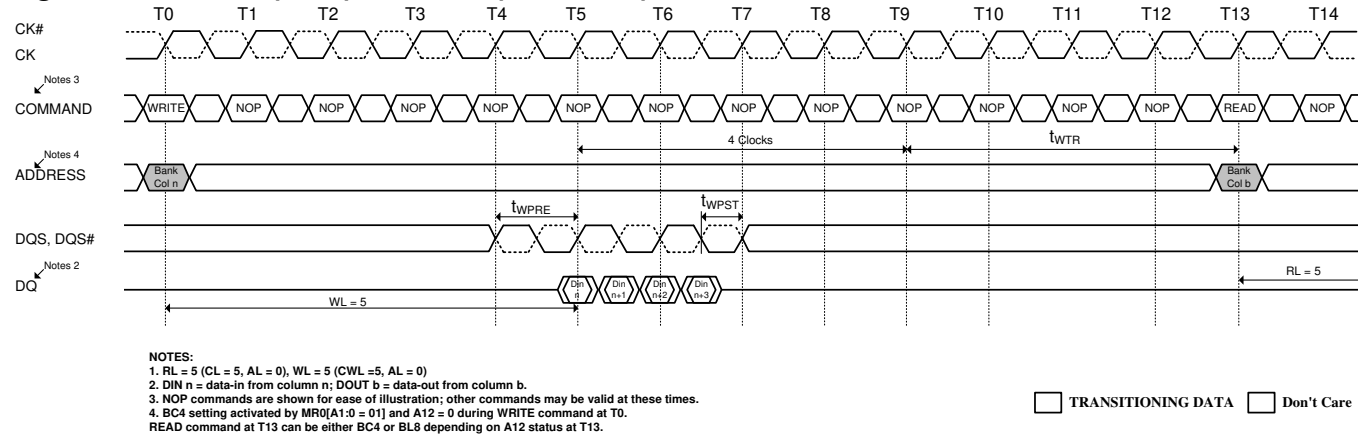 T0 T1 T2 T3 T4 T5 T6 T7 T8 T9 T10 T11 T12 T13 T14
CK#
CK
Notes 3
COMMAND WRITE NOP NOP NOP NOP NOP NOP NOP NOP NOP NOP NOP NOP READ NOP
4 Clocks tWTR
Notes 4
ADDRESS Bank Col n Bank Col b
tWPRE tWPST
DQS, DQS#
Notes 2
DQ Din n Din n+1 Din n+2 Din n+3
RL = 5
WL = 5
NOTES:
1. RL = 5 (CL = 5, AL = 0), WL = 5 (CWL =5, AL = 0)
2. DIN n = data-in from column n; DOUT b = data-out from column b.
3. NOP commands are shown for ease of illustration; other commands may be valid at these times.
4. BC4 setting activated by MR0[A1:0 = 01] and A12 = 0 during WRITE command at T0.
READ command at T13 can be either BC4 or BL8 depending on A12 status at T13.
TRANSITIONING DATA Don't Care